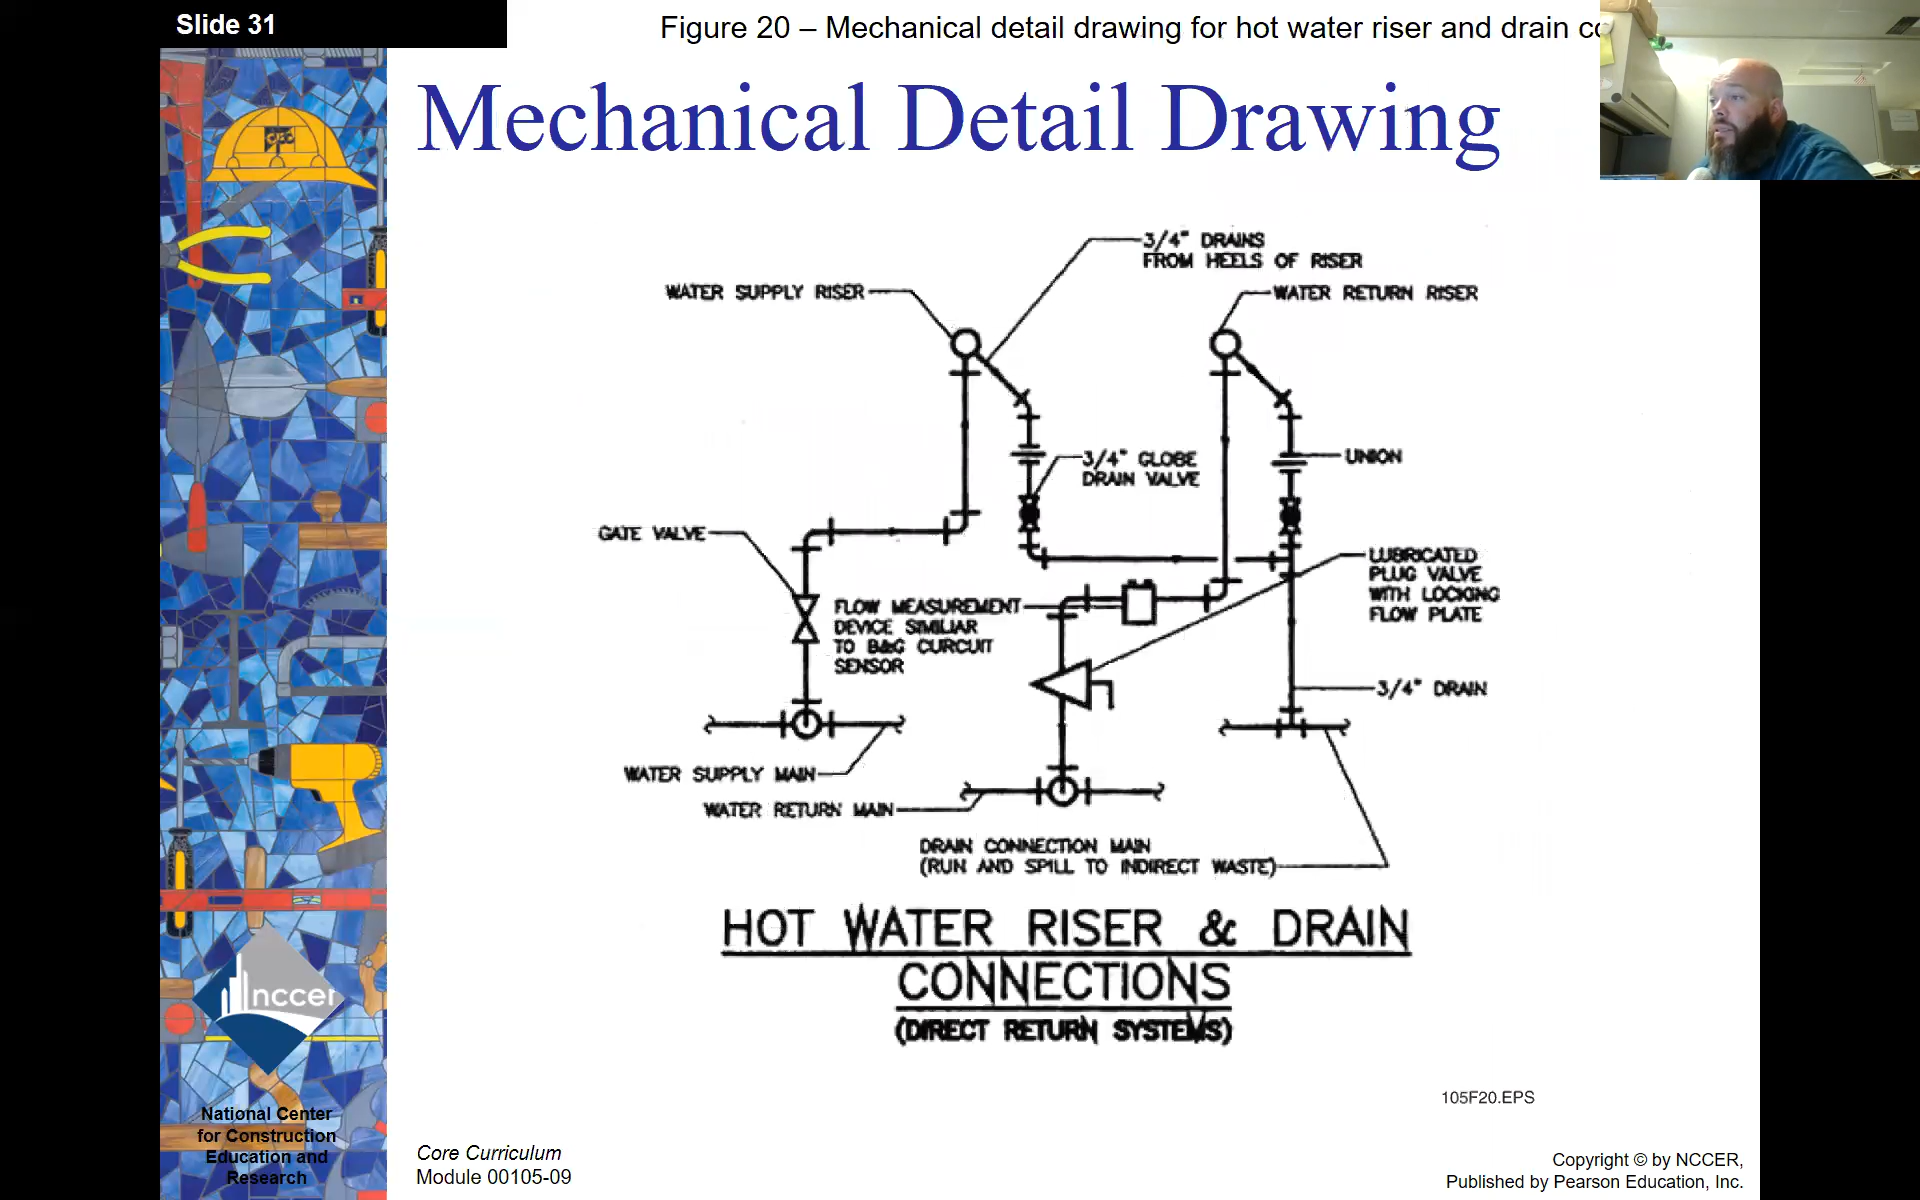 Slide 31
Figure 20 – Mechanical detail drawing for hot water riser and drain
Mechanical Detail Drawing
3/4" DRAINS
FROM HEELS OF RISER
WATER SUPPLY RISER
WATER RETURN RISER
3/4" GLOBE
DRAIN VALVE
UNION
GATE VALVE
LUBRICATED
PLUG VALVE
WITH LOCKING
FLOW PLATE
FLOW MEASUREMENT
DEVICE SIMILIAR
TO B&G CURCUIT
SENSOR
3/4" DRAIN
WATER SUPPLY MAIN
WATER RETURN MAIN
DRAIN CONNECTION MAIN
(RUN AND SPILL TO INDIRECT WASTE)
HOT WATER RISER & DRAIN
CONNECTIONS
(DIRECT RETURN SYSTEMS)
105F20.EPS
nccer
National Center
for Construction
Education and
Research
Core Curriculum
Module 00105-09
Copyright © by NCCER,
Published by Pearson Education, Inc.